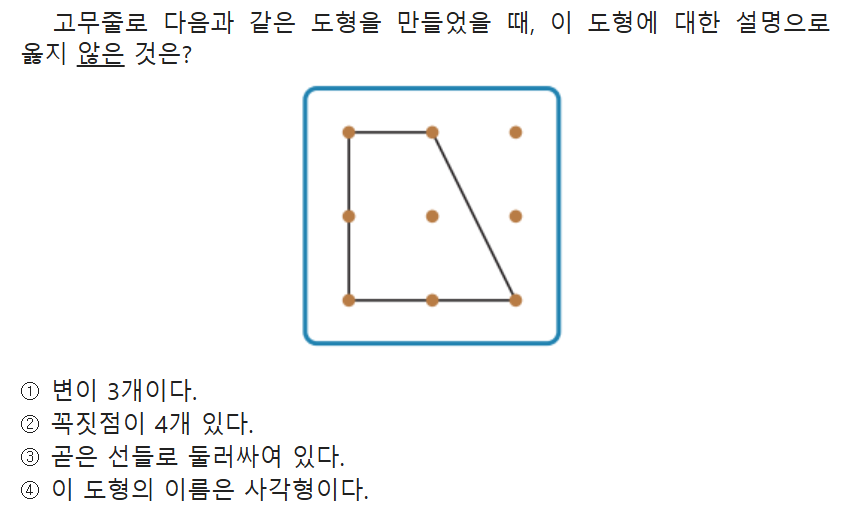 고무줄로 다음과 같은 도형을 만들었을 때, 이 도형에 대한 설명으로
옳지 않은 것은?
① 변이 3개이다.
② 꼭짓점이 4개 있다.
③ 곧은 선들로 둘러싸여 있다.
④ 이 도형의 이름은 사각형이다.